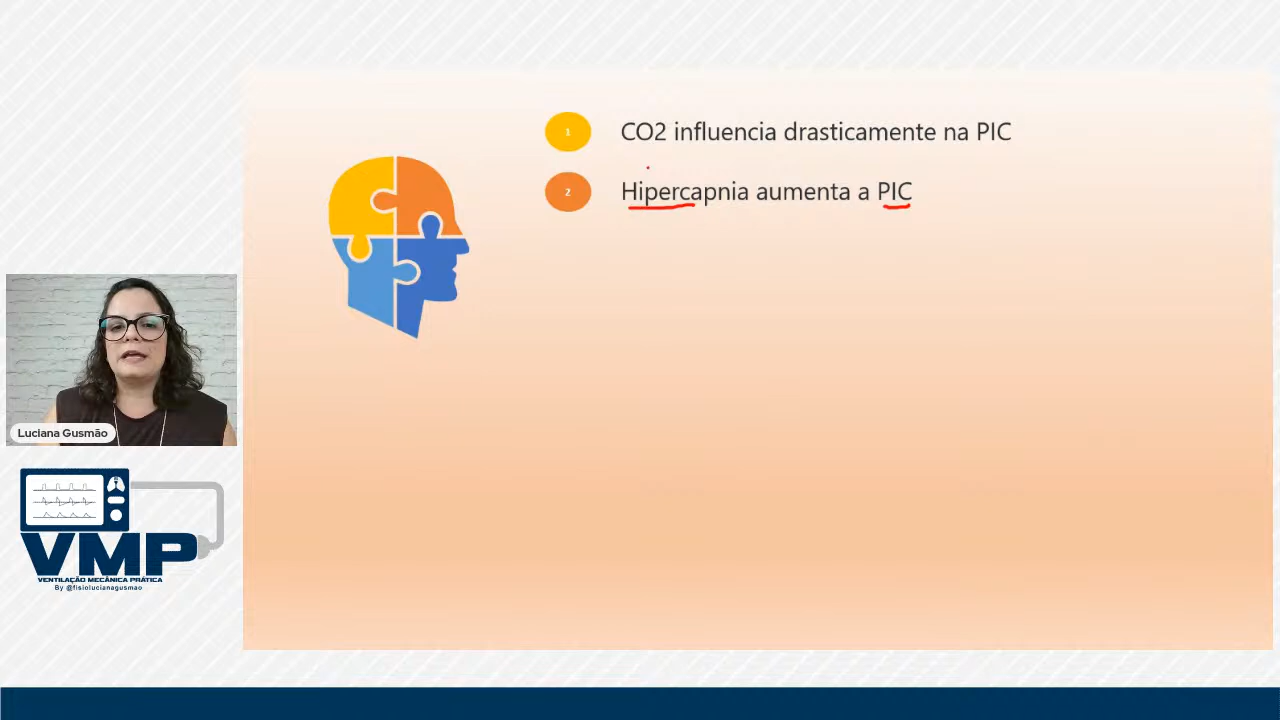 1
CO2 influencia drasticamente na PIC
2
Hipercapnia aumenta a PIC
Luciana Gusmão
VMP
VENTILAÇÃO MECÂNICA PRÁTICA
By @fisiolucianagusmao